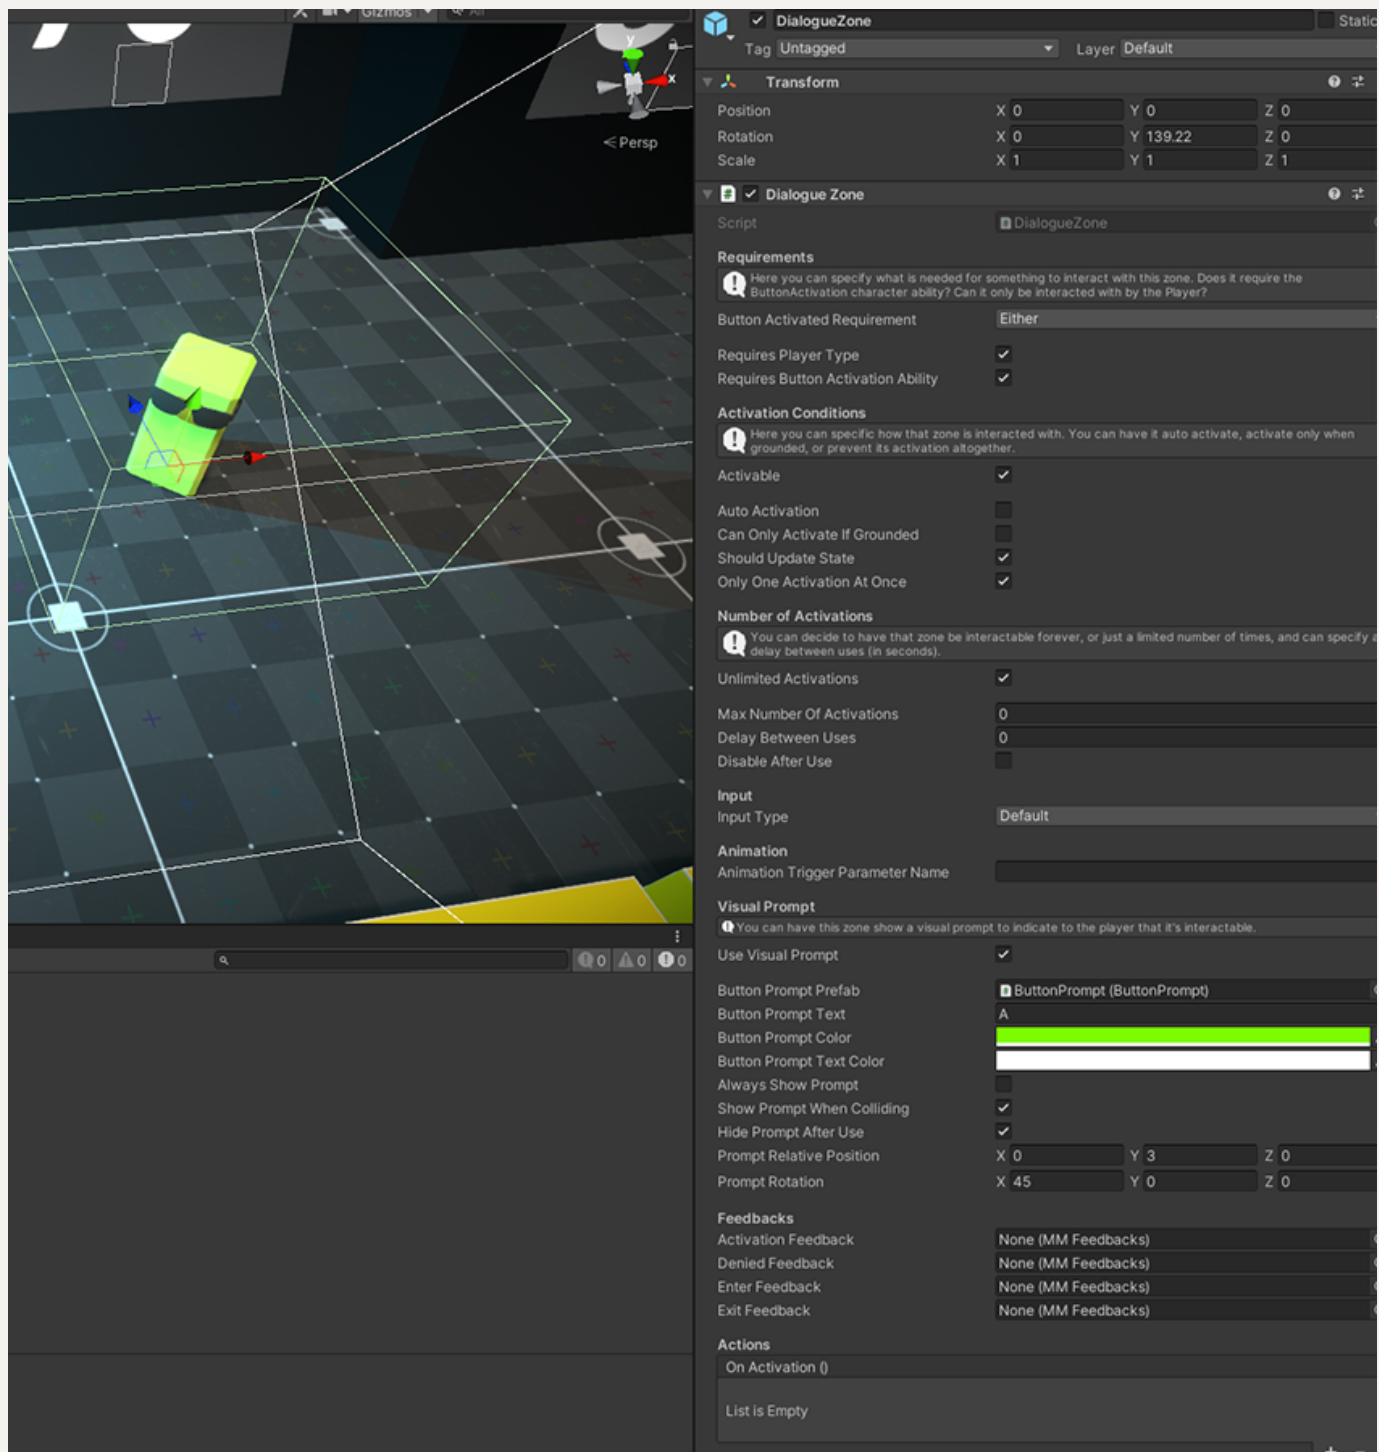 Gizmos
All
y
x
Persp
0
0
0
DialogueZone
Static
Tag Untagged Layer Default
Transform
Position X 0 Y 0 Z 0
Rotation X 0 Y 139.22 Z 0
Scale X 1 Y 1 Z 1
Dialogue Zone
Script DialogueZone
Requirements
Here you can specify what is needed for something to interact with this zone. Does it require the
ButtonActivation character ability? Can it only be interacted with by the Player?
Button Activated Requirement Either
Requires Player Type
Requires Button Activation Ability
Activation Conditions
Here you can specific how that zone is interacted with. You can have it auto activate, activate only when
grounded, or prevent its activation altogether.
Activable
Auto Activation
Can Only Activate If Grounded
Should Update State
Only One Activation At Once
Number of Activations
You can decide to have that zone be interactable forever, or just a limited number of times, and can specify a
delay between uses (in seconds).
Unlimited Activations
Max Number Of Activations 0
Delay Between Uses 0
Disable After Use
Input
Input Type Default
Animation
Animation Trigger Parameter Name
Visual Prompt
You can have this zone show a visual prompt to indicate to the player that it's interactable.
Use Visual Prompt
Button Prompt Prefab ButtonPrompt (ButtonPrompt)
Button Prompt Text A
Button Prompt Color
Button Prompt Text Color
Always Show Prompt
Show Prompt When Colliding
Hide Prompt After Use
Prompt Relative Position X 0 Y 3 Z 0
Prompt Rotation X 45 Y 0 Z 0
Feedbacks
Activation Feedback None (MM Feedbacks)
Denied Feedback None (MM Feedbacks)
Enter Feedback None (MM Feedbacks)
Exit Feedback None (MM Feedbacks)
Actions
On Activation ()
List is Empty